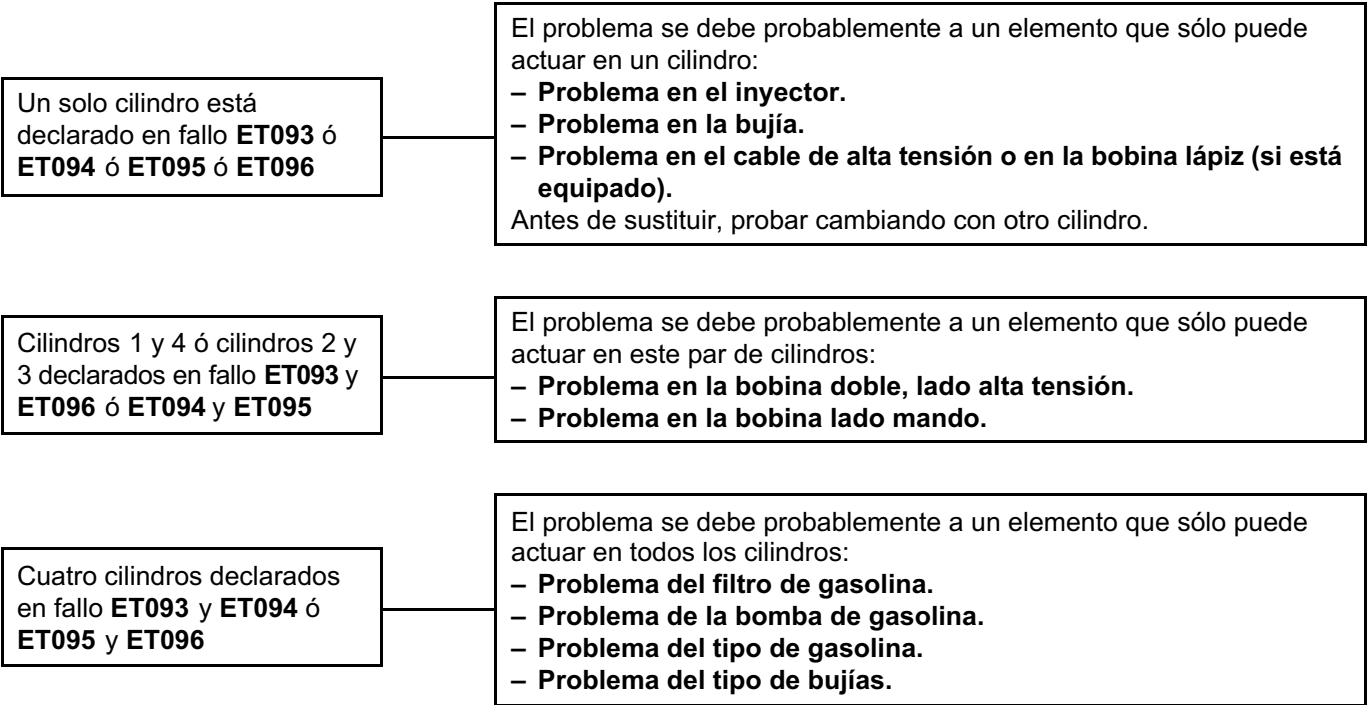 Un solo cilindro está
declarado en fallo ET093 ó
ET094 ó ET095 ó ET096
El problema se debe probablemente a un elemento que sólo puede
actuar en un cilindro:
– Problema en el inyector.
– Problema en la bujía.
– Problema en el cable de alta tensión o en la bobina lápiz (si está
equipado).
Antes de sustituir, probar cambiando con otro cilindro.
Cilindros 1 y 4 ó cilindros 2 y
3 declarados en fallo ET093 y
ET096 ó ET094 y ET095
El problema se debe probablemente a un elemento que sólo puede
actuar en este par de cilindros:
– Problema en la bobina doble, lado alta tensión.
– Problema en la bobina lado mando.
Cuatro cilindros declarados
en fallo ET093 y ET094 ó
ET095 y ET096
El problema se debe probablemente a un elemento que sólo puede
actuar en todos los cilindros:
– Problema del filtro de gasolina.
– Problema de la bomba de gasolina.
– Problema del tipo de gasolina.
– Problema del tipo de bujías.